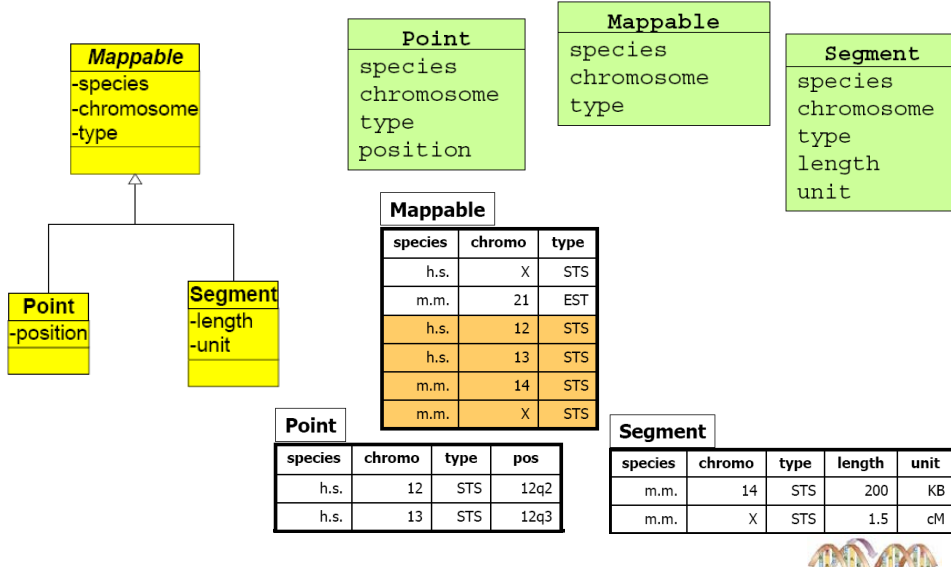 Mappable
-species
-chromosome
-type
Point
-position
Segment
-length
-unit
Point
species
chromosome
type
position
Mappable
species
chromosome
type
Segment
species
chromosome
type
length
unit
Mappable
species chromo type
h.s. X STS
m.m. 21 EST
h.s. 12 STS
h.s. 13 STS
m.m. 14 STS
m.m. X STS
Point
species chromo type pos
h.s. 12 STS 12q2
h.s. 13 STS 12q3
Segment
species chromo type length unit
m.m. 14 STS 200 KB
m.m. X STS 1.5 cM